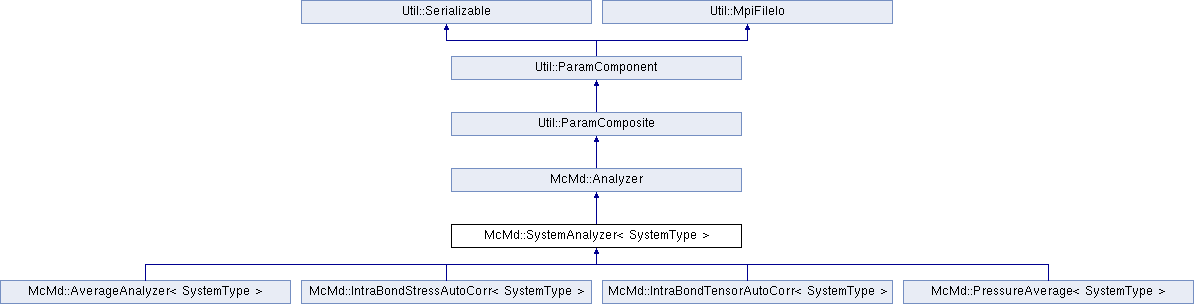 Util::Serializable
Util::MpiFileIo
Util::ParamComponent
Util::ParamComposite
McMd::Analyzer
McMd::SystemAnalyzer< SystemType >
McMd::AverageAnalyzer< SystemType >
McMd::IntraBondStressAutoCorr< SystemType >
McMd::IntraBondTensorAutoCorr< SystemType >
McMd::PressureAverage< SystemType >